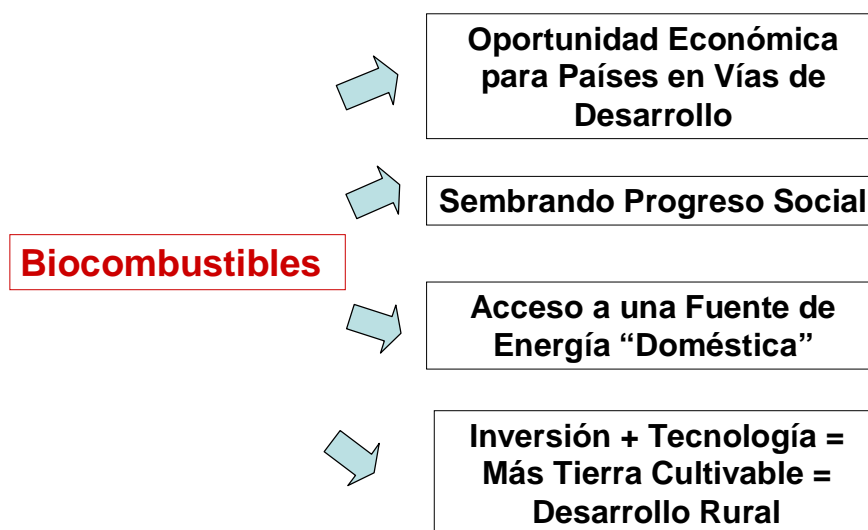 Oportunidad Económica
para Países en Vías de
Desarrollo
Sembrando Progreso Social
Biocombustibles
Acceso a una Fuente de
Energía “Doméstica”
Inversión + Tecnología =
Más Tierra Cultivable =
Desarrollo Rural